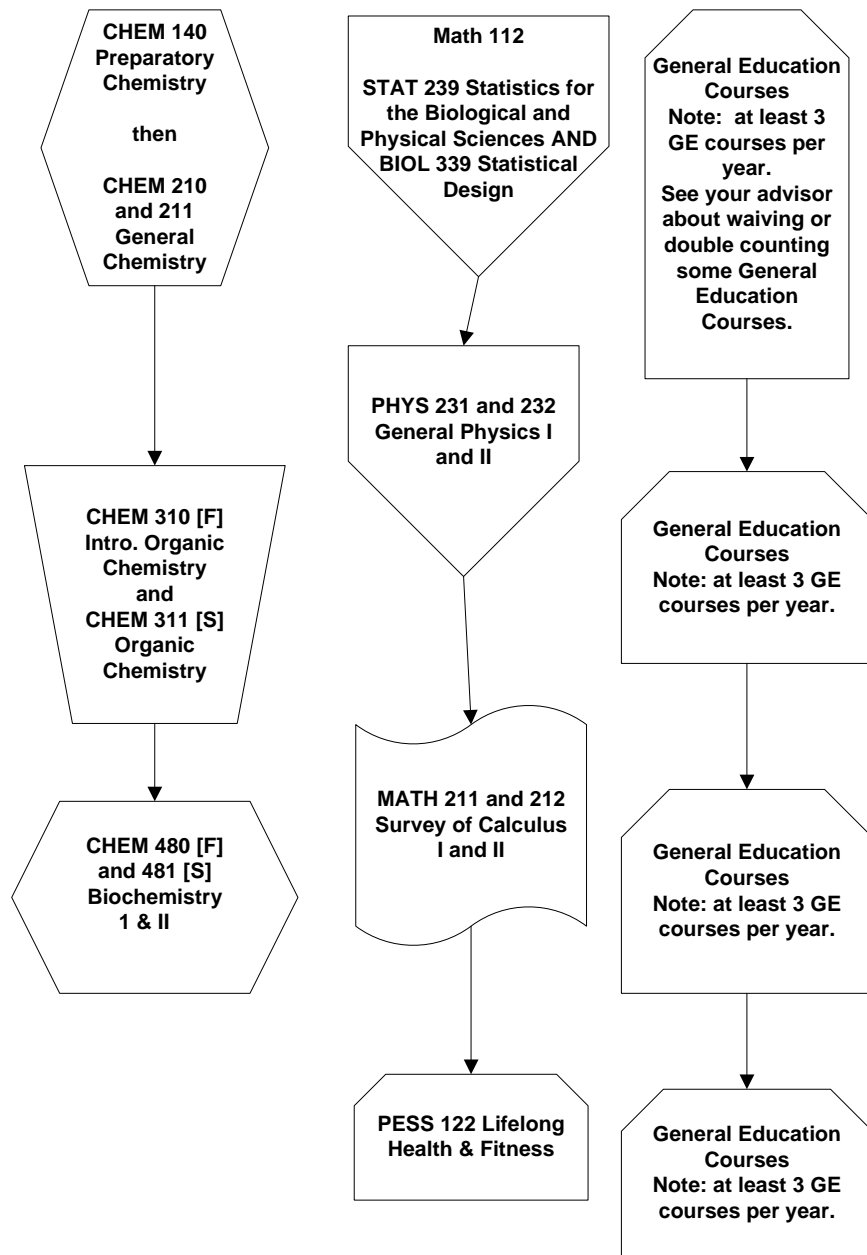 CHEM 140
Preparatory
Chemistry
then
CHEM 210
and 211
General
Chemistry
CHEM 310 [F]
Intro. Organic
Chemistry
and
CHEM 311 [S]
Organic
Chemistry
CHEM 480 [F]
and 481 [S]
Biochemistry
1 & II
Math 112
STAT 239 Statistics for
the Biological and
Physical Sciences AND
BIOL 339 Statistical
Design
PHYS 231 and 232
General Physics I
and II
MATH 211 and 212
Survey of Calculus
I and II
PESS 122 Lifelong
Health & Fitness
General Education
Courses
Note:  at least 3
GE courses per
year.
See your advisor
about waiving or
double counting
some General
Education
Courses.
General Education
Courses
Note: at least 3 GE
courses per year.
General Education
Courses
Note: at least 3 GE
courses per year.
General Education
Courses
Note: at least 3 GE
courses per year.